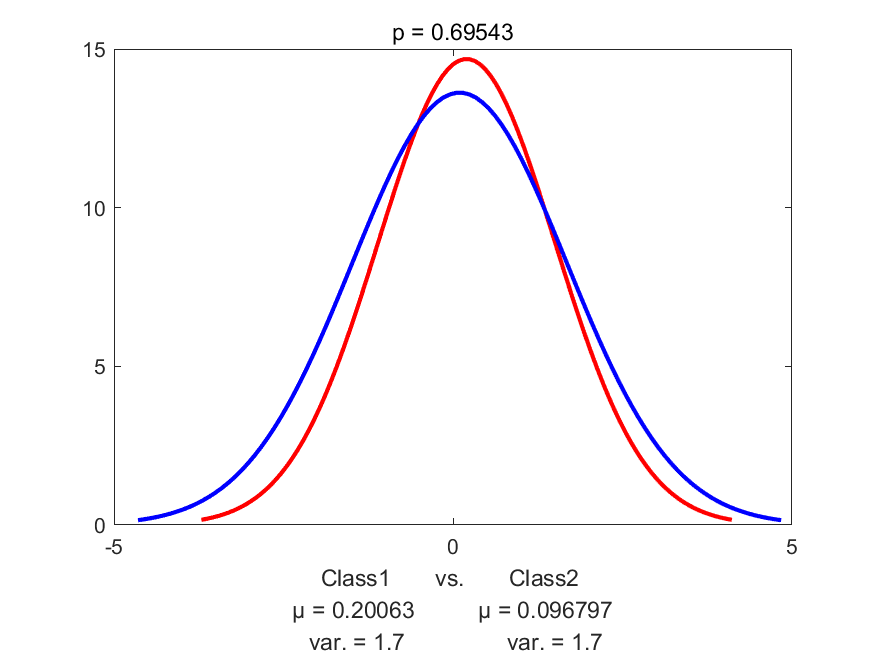 p = 0.69543
15
10
5
0
-5 0 5
Class1 vs. Class2
μ = 0.20063 μ = 0.096797
var. = 1.7 var. = 1.7